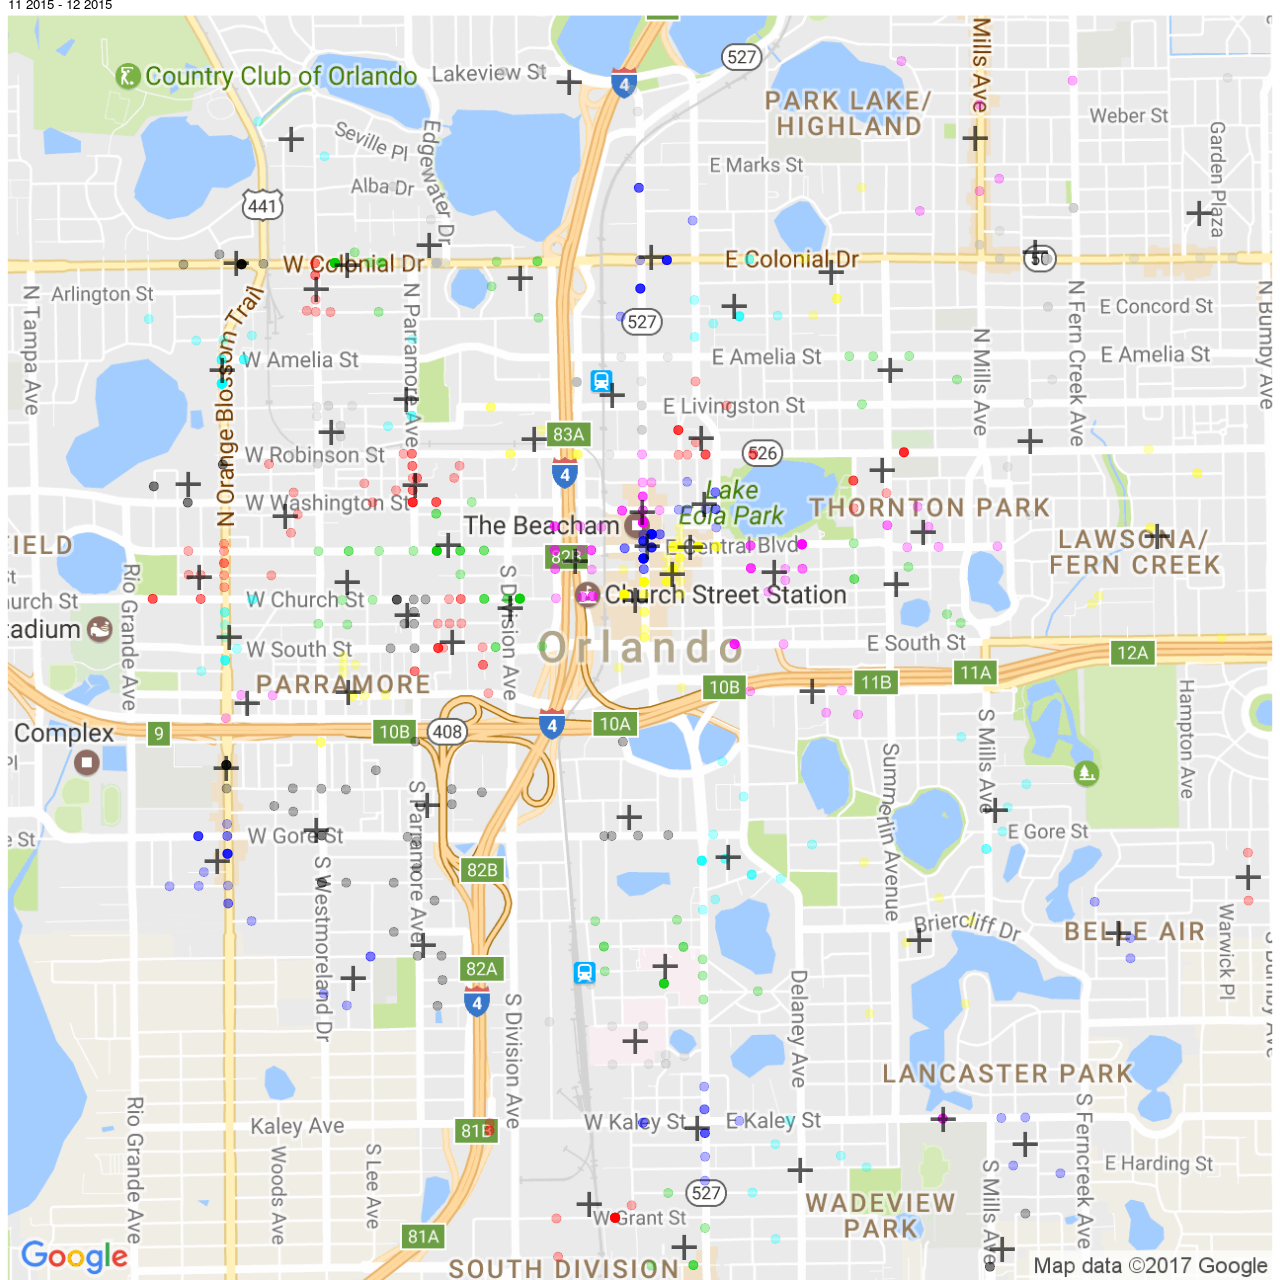 11 2015 - 12 2015
Country Club of Orlando
Lakeview St
4
527
Mills Ave
PARK LAKE/
HIGHLAND
Weber St
Garden Plaza
Seville Pl
Edgewater Dr
Alba Dr
E Marks St
441
W Colonial Dr
E Colonial Dr
50
Arlington St
N Tampa Ave
N Orange Blossom Trail
N Parramore Ave
527
E Concord St
N Fern Creek Ave
N Bumby Ave
N Mills Ave
W Amelia St
E Amelia St
E Amelia St
E Livingston St
83A
W Robinson St
526
4
W Washington St
Lake
Eola Park
THORNTON PARK
The Beacham
FIELD
E Central Blvd
82B
LAWSONA/
FERN CREEK
S Division Ave
Rio Grande Ave
W Church St
Church Street Station
hurch St
tadium
W South St
Orlando
E South St
12A
11A
11B
10B
PARRAMORE
S Mills Ave
Hampton Ave
Complex
9
10B
408
4
10A
Pl
S Parramore Ave
Summerlin Avenue
e St
W Gore St
E Gore St
S Westmoreland Dr
82B
Briercliff Dr
BELLE AIR
Warwick Pl
S Bumby Ave
82A
4
S Division Ave
Delaney Ave
LANCASTER PARK
Rio Grande Ave
Kaley Ave
81B
W Kaley St
E Kaley St
S Ferncreek Ave
Woods Ave
S Lee Ave
S Mills Ave
E Harding St
527
WADEVIEW
PARK
W Grant St
81A
SOUTH DIVISION
Google
Map data ©2017 Google